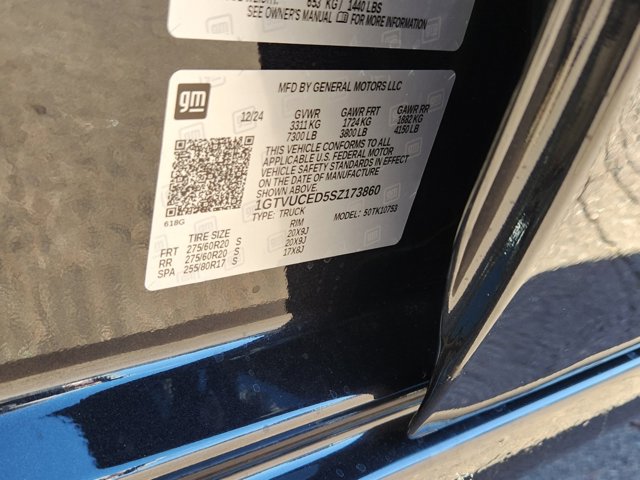 653 KG / 1440 LBS
SEE OWNER'S MANUAL FOR MORE INFORMATION
gm
MFD BY GENERAL MOTORS LLC
12/24 GVWR GAWR FRT GAWR RR
3311 KG 1724 KG 1882 KG
7300 LB 3800 LB 4150 LB
THIS VEHICLE CONFORMS TO ALL
APPLICABLE U.S. FEDERAL MOTOR
VEHICLE SAFETY STANDARDS IN EFFECT
ON THE DATE OF MANUFACTURE
SHOWN ABOVE.
1GTVUCED5SZ173860
618G
TYPE: TRUCK MODEL: 50TK10753
TIRE SIZE RIM
FRT 275/60R20 S 20X9J
RR 275/60R20 S 20X9J
SPA 255/80R17 S 17X8J